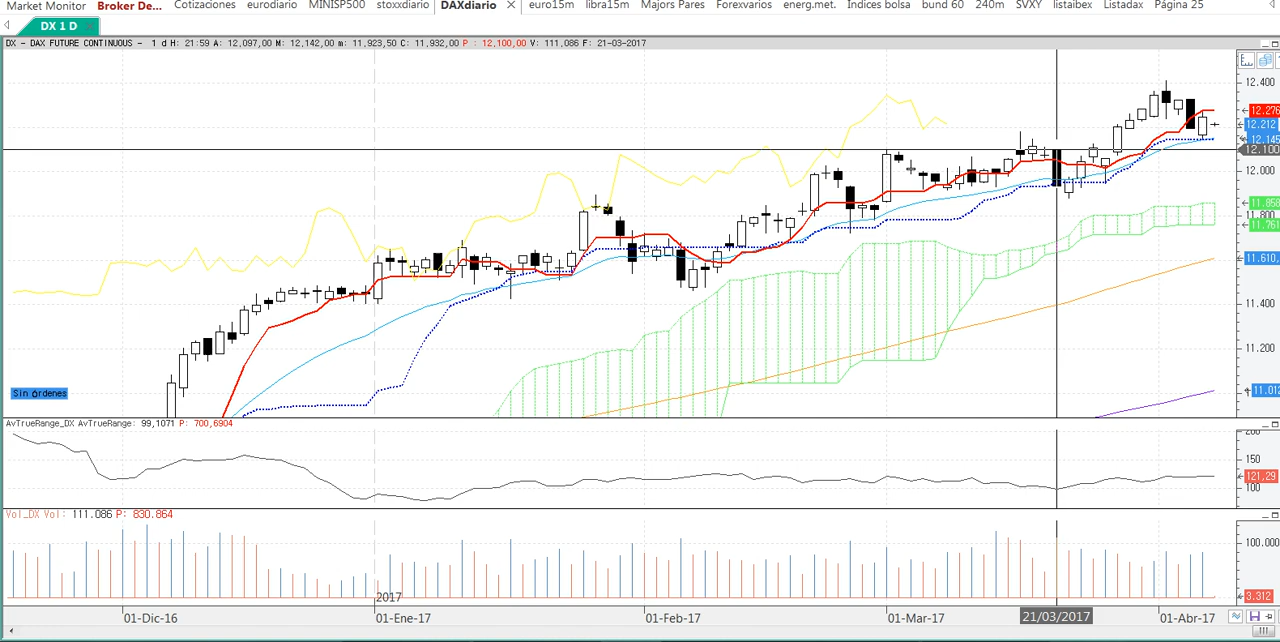 Market Monitor Broker De... Cotizaciones eurodiario MINISP500 stoxxdiario DAXdiario euro15m libra15m Majors Pares Forexvarios energ.met. Indices bolsa bund 60 240m SVXY listaibex Listadax Página 25
DX 1 D
DX - DAX FUTURE CONTINUOUS - 1 d H: 21:59 A: 12,097,00 M: 12,142,00 m: 11,923,50 C: 11,932,00 P : 12,100,00 V: 111,086 F: 21-03-2017
12.400
12.276
12.212
12.145
12.100
12.000
11.958
11.800
11.761
11.610,
11.400
11.200
Sin órdenes
11.012
AvTrueRange_DX AvTrueRange: 99,1071 P: 700,6904
200
150
121,29
100
Vol_DX Vol: 111.086 P: 830.864
100.000
3.312
2017
01-Dic-16 01-Ene-17 01-Feb-17 01-Mar-17 21/03/2017 01-Abr-17